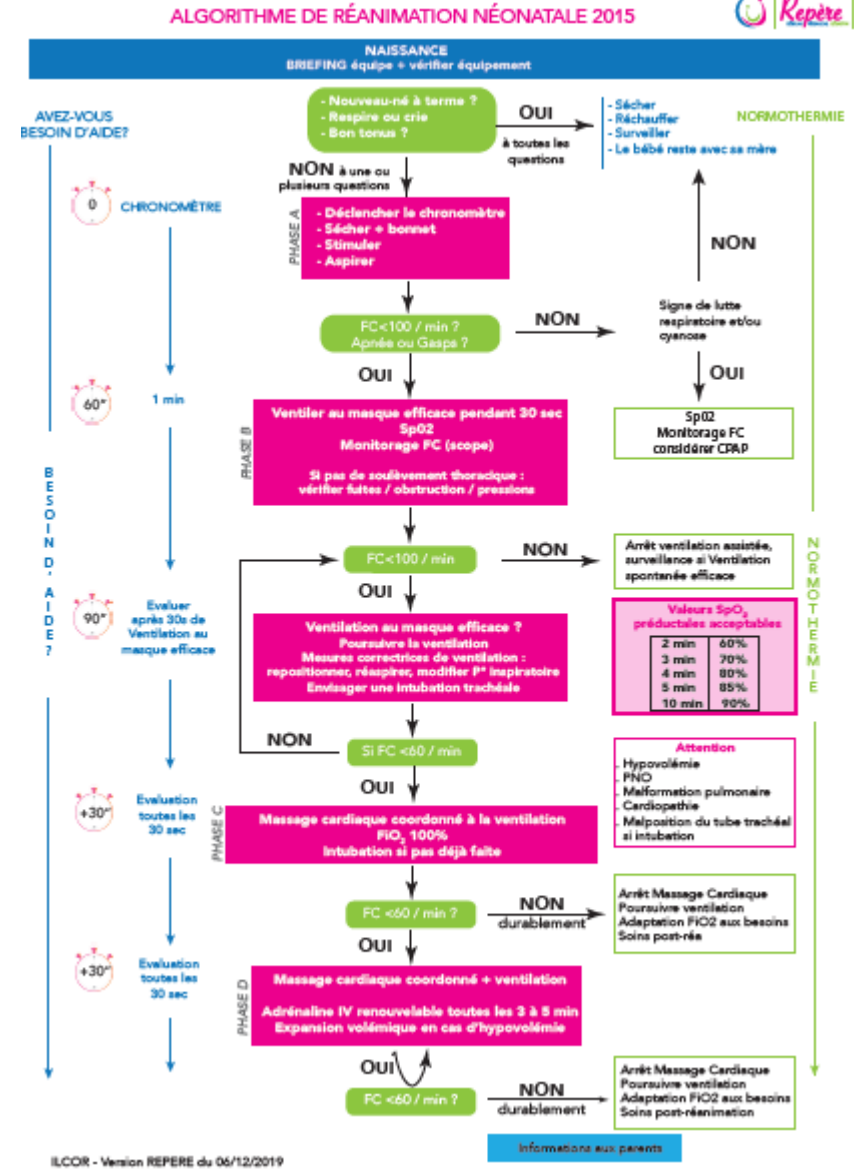 ALGORITHME DE RÉANIMATION NÉONATALE 2015
Repère
NAISSANCE
BRIEFING équipe + vérifier équipement
AVEZ-VOUS
BESOIN D'AIDE?
- Nouveau-né à terme ?
- Respire ou crie
- Bon tonus ?
OUI
à toutes les
questions
- Sécher
- Réchauffer
- Surveiller
- Le bébé reste avec sa mère
NORMOTHERMIE
NON à une ou
plusieurs questions
0
CHRONOMÈTRE
PHASE A
- Déclencher le chronomètre
- Sécher + bonnet
- Stimuler
- Aspirer
NON
FC<100 / min ?
Apnée ou Gasps ?
NON
Signe de lutte
respiratoire et/ou
cyanose
OUI
OUI
60"
1 min
PHASE B
Ventiler au masque efficace pendant 30 sec
Sp02
Monitorage FC (scope)
Si pas de soulèvement thoracique :
vérifier fuites / obstruction / pressions
Sp02
Monitorage FC
considérer CPAP
BESOIN D'AIDE ?
FC<100 / min
NON
Arrêt ventilation assistée,
surveillance si Ventilation
spontanée efficace
NORMOTHERMIE
OUI
90"
Evaluer
après 30s de
Ventilation au
masque efficace
Ventilation au masque efficace ?
Poursuivre la ventilation
Mesures correctrices de ventilation :
repositionner, réaspirer, modifier P° inspiratoire
Envisager une intubation trachéale
Valeurs SpO₂
préductales acceptables
2 min 60%
3 min 70%
4 min 80%
5 min 85%
10 min 90%
NON
Si FC <60 / min
OUI
Attention
- Hypovolémie
- PNO
- Malformation pulmonaire
- Cardiopathie
- Malposition du tube trachéal
si intubation
+30"
Evaluation
toutes les
30 sec
PHASE C
Massage cardiaque coordonné à la ventilation
FiO₂ 100%
Intubation si pas déjà faite
FC <60 / min ?
NON
durablement
Arrêt Massage Cardiaque
Poursuivre ventilation
Adaptation FiO2 aux besoins
Soins post-réa
OUI
+30"
Evaluation
toutes les
30 sec
PHASE D
Massage cardiaque coordonné + ventilation
Adrénaline IV renouvelable toutes les 3 à 5 min
Expansion volémique en cas d'hypovolémie
OUI
FC <60 / min ?
NON
durablement
Arrêt Massage Cardiaque
Poursuivre ventilation
Adaptation FiO2 aux besoins
Soins post-réanimation
Informations aux parents
ILCOR - Version REPERE du 06/12/2019